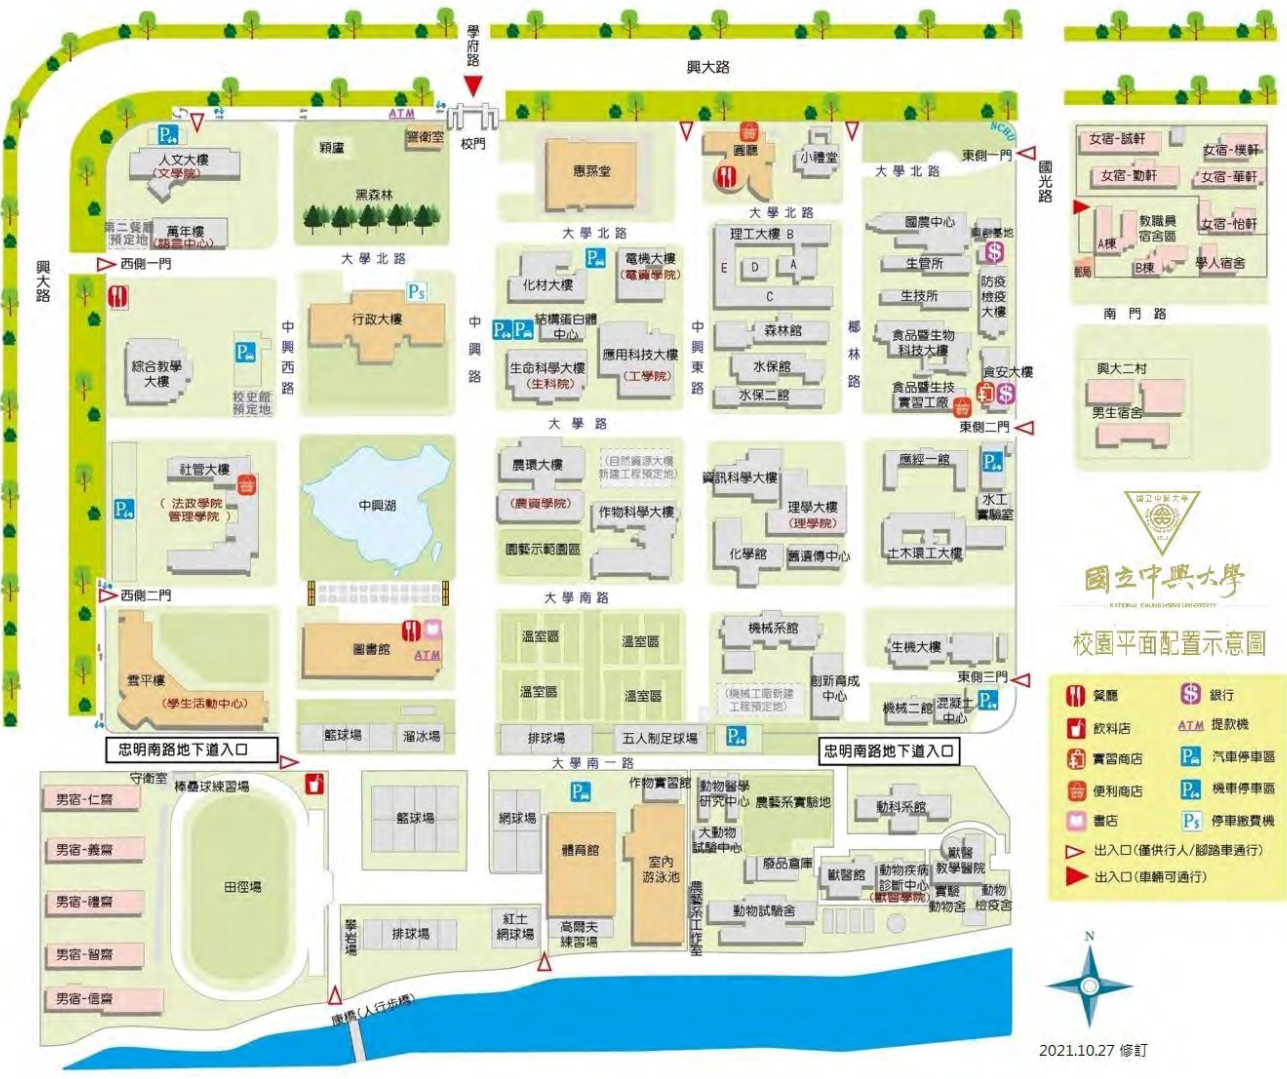 學府路
興大路
ATM
警衛室
校門
穎廬
黑森林
人文大樓
(文學院)
第二餐廳
預定地
萬年樓
(語言中心)
西側一門
興大路
惠蓀堂
圓廳
小禮堂
NCHU
東側一門
大學北路
大學北路
大學北路
大學北路
國光路
女宿-誠軒
女宿-樸軒
女宿-勤軒
女宿-華軒
女宿-怡軒
教職員
宿舍區
A棟
B棟
學人宿舍
郵局
南門路
興大二村
男生宿舍
綜合教學
大樓
校史館
預定地
中興西路
行政大樓
中興路
化材大樓
電機大樓
(電資學院)
結構蛋白體
中心
生命科學大樓
(生科院)
應用科技大樓
(工學院)
中興東路
理工大樓 B
E
D
A
C
森林館
水保館
水保二館
椰林路
國農中心
興創基地
生管所
生技所
防疫
檢疫
大樓
食品暨生物
科技大樓
食安大樓
食品暨生技
實習工廠
東側二門
大學路
社管大樓
(法政學院
管理學院)
中興湖
農環大樓
(農資學院)
(自然資源大樓
新建工程預定地)
作物科學大樓
園藝示範園區
資訊科學大樓
理學大樓
(理學院)
化學館
舊遺傳中心
應經一館
水工
實驗室
土木環工大樓
西側二門
大學南路
雲平樓
(學生活動中心)
圖書館
ATM
溫室區
溫室區
溫室區
溫室區
機械系館
(機械工廠新建
工程預定地)
創新育成
中心
生機大樓
東側三門
機械二館
混凝土
中心
籃球場
溜冰場
排球場
五人制足球場
忠明南路地下道入口
忠明南路地下道入口
大學南一路
守衛室
棒壘球練習場
男宿-仁齋
男宿-義齋
男宿-禮齋
男宿-智齋
男宿-信齋
田徑場
籃球場
網球場
攀岩場
排球場
紅土
網球場
體育館
高爾夫
練習場
作物實習館
室內
游泳池
農藝系工作室
動物醫學
研究中心
農藝系實驗地
大動物
試驗中心
廢品倉庫
動物試驗舍
動科系館
獸醫館
動物疾病
診斷中心
(獸醫學院)
獸醫
教學醫院
實驗
動物舍
動物
檢疫舍
康橋(人行步橋)
國立中興大學
國立中興大學
NATIONAL CHUNG HSING UNIVERSITY
校園平面配置示意圖
餐廳
銀行
飲料店
ATM 提款機
實習商店
汽車停車區
便利商店
機車停車區
書店
Ps 停車繳費機
出入口(僅供行人/腳踏車通行)
出入口(車輛可通行)
N
2021.10.27 修訂